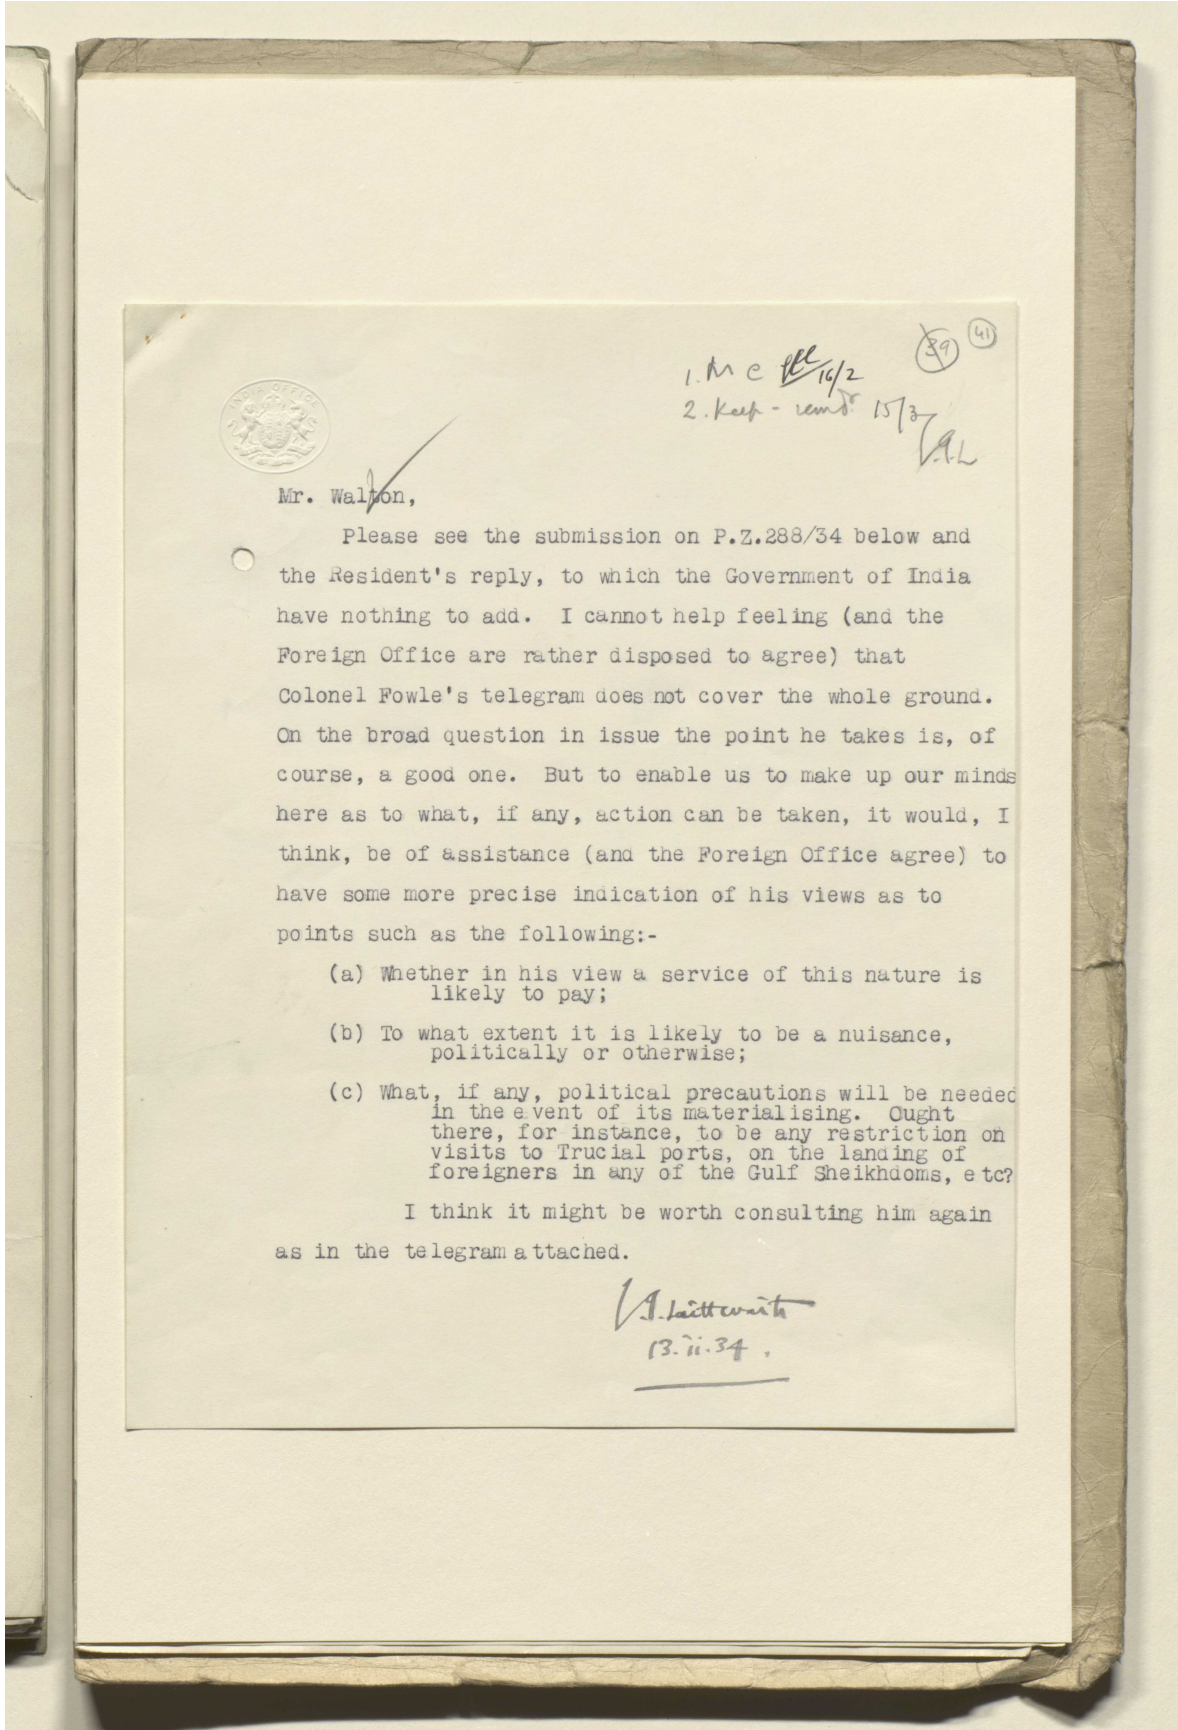 39 41
1. M C 16/2
2. Keep - remdr. 15/3
J.G.L
INDIA OFFICE
Mr. Walton,
Please see the submission on P.Z.288/34 below and
the Resident's reply, to which the Government of India
have nothing to add. I cannot help feeling (and the
Foreign Office are rather disposed to agree) that
Colonel Fowle's telegram does not cover the whole ground.
On the broad question in issue the point he takes is, of
course, a good one. But to enable us to make up our minds
here as to what, if any, action can be taken, it would, I
think, be of assistance (and the Foreign Office agree) to
have some more precise indication of his views as to
points such as the following:-
(a) Whether in his view a service of this nature is
likely to pay;
(b) To what extent it is likely to be a nuisance,
politically or otherwise;
(c) What, if any, political precautions will be needed
in the event of its materialising. Ought
there, for instance, to be any restriction on
visits to Trucial ports, on the landing of
foreigners in any of the Gulf Sheikhdoms, etc?
I think it might be worth consulting him again
as in the telegram attached.
J.G. Laithwaite
13.ii.34.